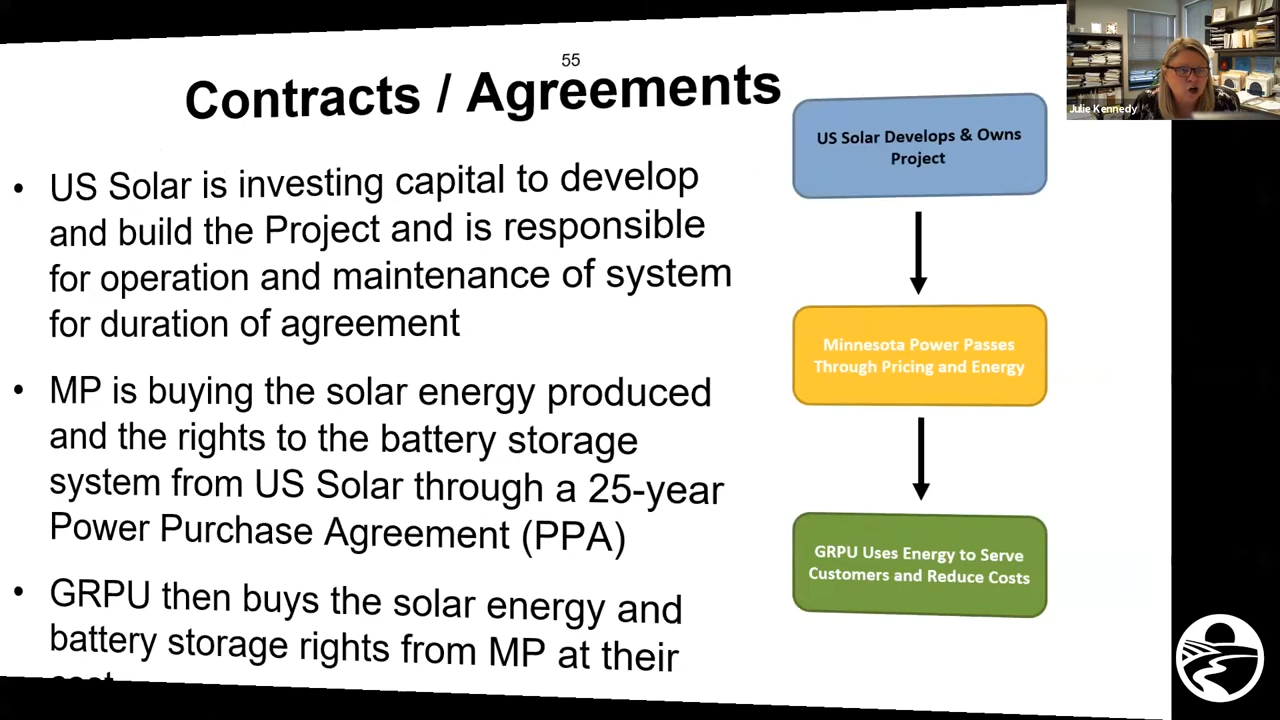 55
Contracts / Agreements
Julie Kennedy
• US Solar is investing capital to develop
and build the Project and is responsible
for operation and maintenance of system
for duration of agreement
• MP is buying the solar energy produced
and the rights to the battery storage
system from US Solar through a 25-year
Power Purchase Agreement (PPA)
• GRPU then buys the solar energy and
battery storage rights from MP at their
cost
US Solar Develops & Owns
Project
Minnesota Power Passes
Through Pricing and Energy
GRPU Uses Energy to Serve
Customers and Reduce Costs